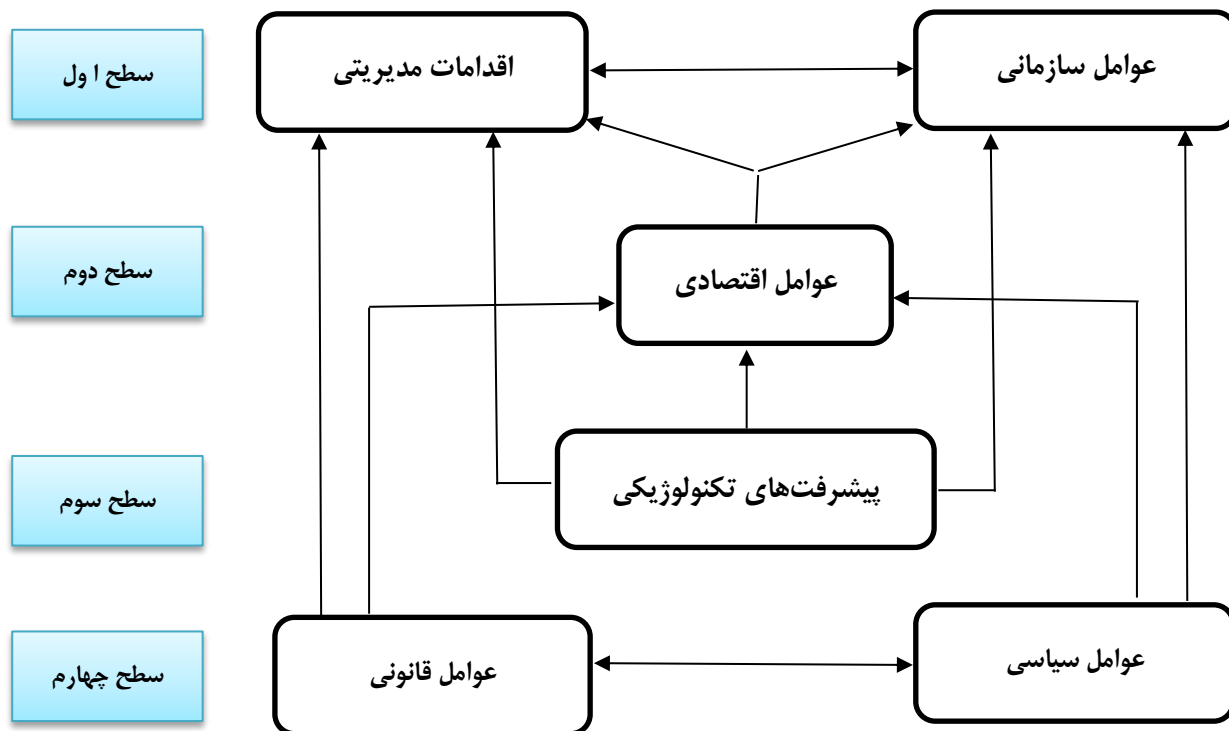 سطح ا ول
اقدامات مدیریتی
عوامل سازمانی
سطح دوم
عوامل اقتصادی
سطح سوم
پیشرفت‌های تکنولوژیکی
سطح چهارم
عوامل قانونی
عوامل سیاسی